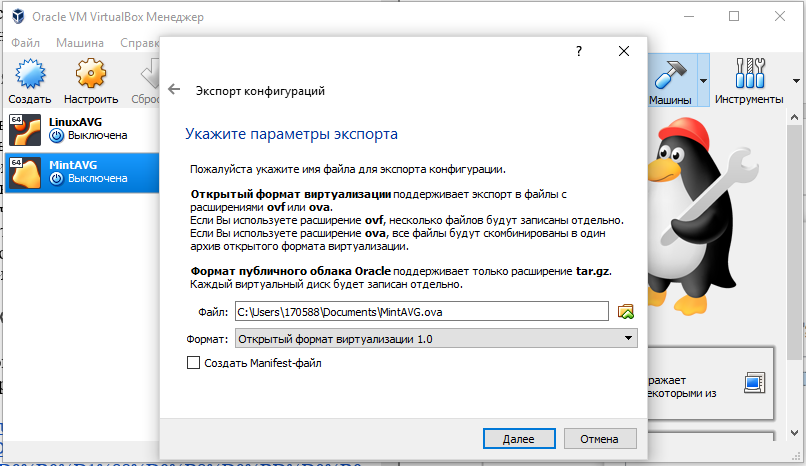 Oracle VM VirtualBox Менеджер
Файл Машина Справк
?
Экспорт конфигураций
Создать Настроить Сброс Машины Инструменты
64 LinuxAVG
Выключена
64 MintAVG
Выключена
Укажите параметры экспорта
Пожалуйста укажите имя файла для экспорта конфигурации.
Открытый формат виртуализации поддерживает экспорт в файлы с
расширениями ovf или ova.
Если Вы используете расширение ovf, несколько файлов будут записаны отдельно.
Если Вы используете расширение ova, все файлы будут скомбинированы в один
архив открытого формата виртуализации.
Формат публичного облака Oracle поддерживает только расширение tar.gz.
Каждый виртуальный диск будет записан отдельно.
Файл: C:\Users\170588\Documents\MintAVG.ova
Формат: Открытый формат виртуализации 1.0
Создать Manifest-файл
ражает
екоторыми из
Далее Отмена